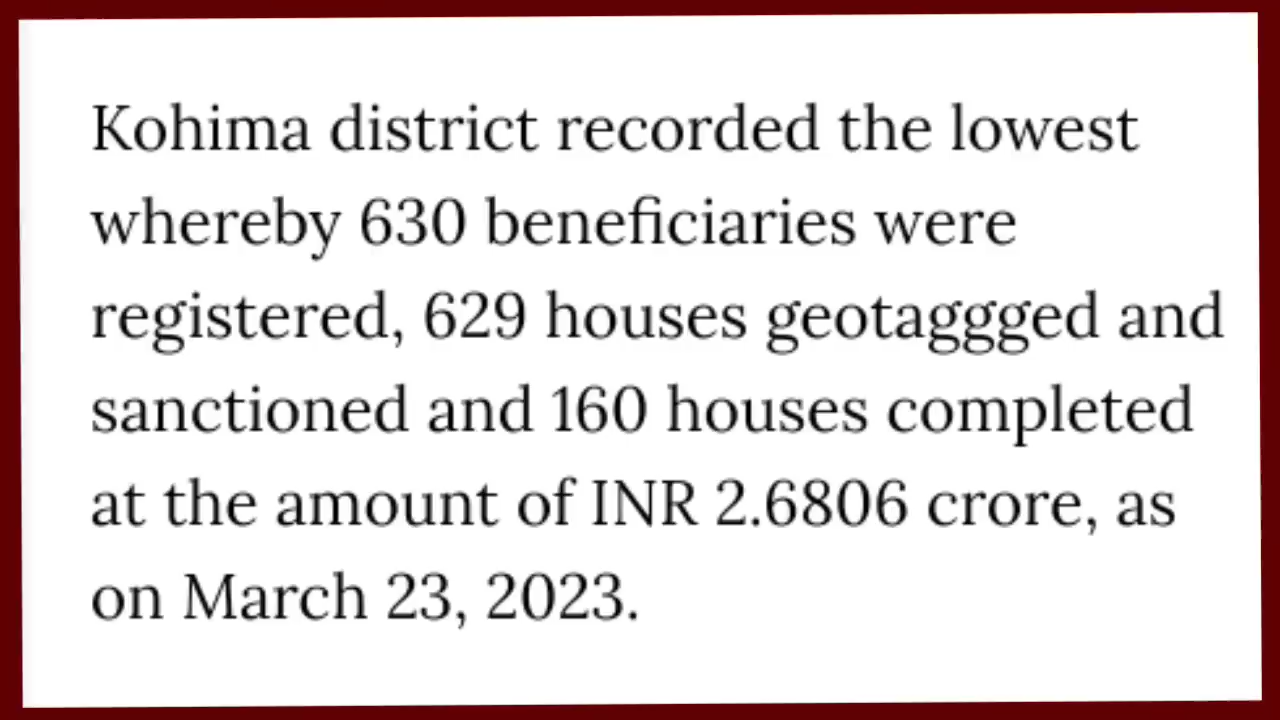 Kohima district recorded the lowest
whereby 630 beneficiaries were
registered, 629 houses geotaggged and
sanctioned and 160 houses completed
at the amount of INR 2.6806 crore, as
on March 23, 2023.